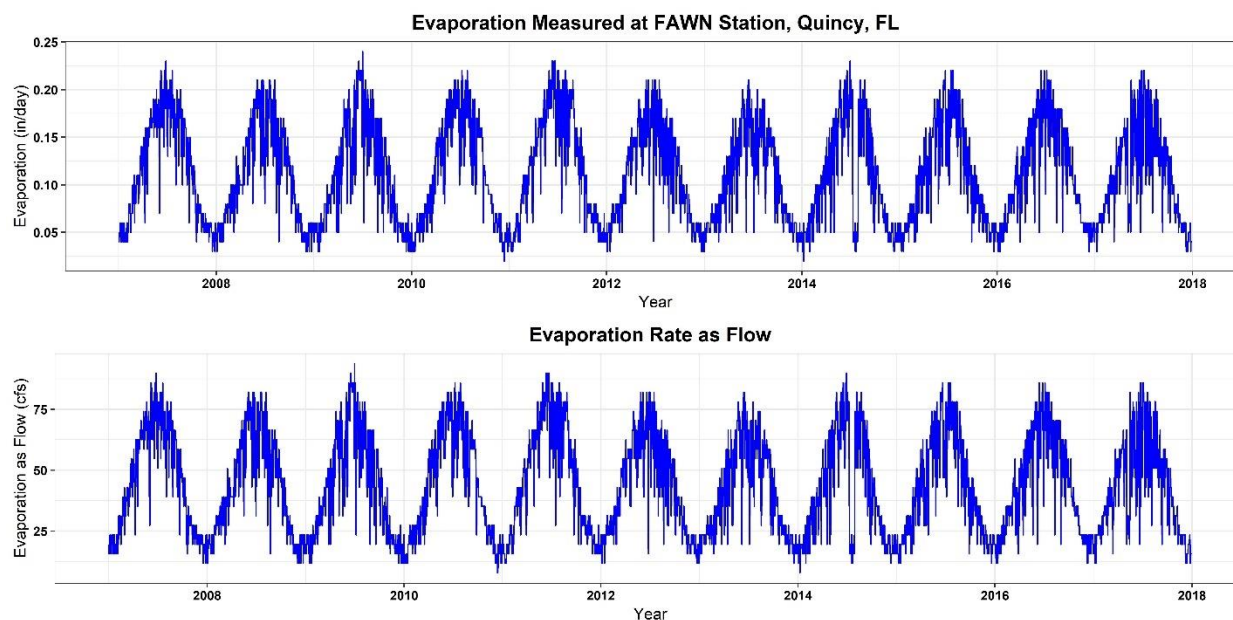 Evaporation Measured at FAWN Station, Quincy, FL
Evaporation (in/day)
0.25
0.20
0.15
0.10
0.05
2008 2010 2012 2014 2016 2018
Year
Evaporation Rate as Flow
Evaporation as Flow (cfs)
75
50
25
2008 2010 2012 2014 2016 2018
Year